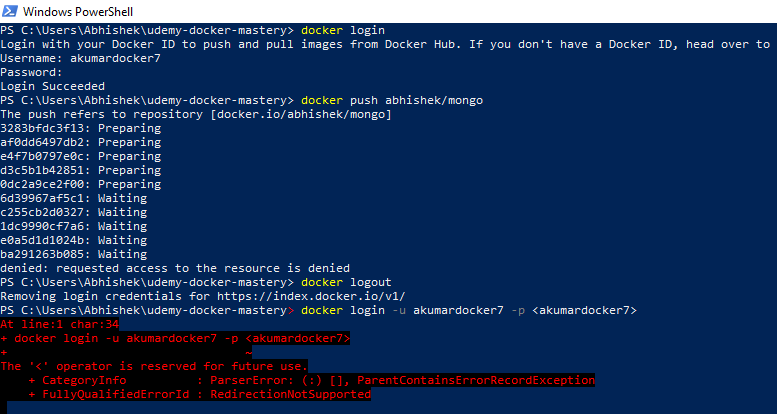 Windows PowerShell
PS C:\Users\Abhishek\udemy-docker-mastery> docker login
Login with your Docker ID to push and pull images from Docker Hub. If you don't have a Docker ID, head over to
Username: akumardocker7
Password:
Login Succeeded
PS C:\Users\Abhishek\udemy-docker-mastery> docker push abhishek/mongo
The push refers to repository [docker.io/abhishek/mongo]
3283bfdc3f13: Preparing
af0dd6497db2: Preparing
e4f7b0797e0c: Preparing
d3c5b1b42851: Preparing
0dc2a9ce2f00: Preparing
6d39967af5c1: Waiting
c255cb2d0327: Waiting
1dc9990cf7a6: Waiting
e0a5d1d1024b: Waiting
ba291263b085: Waiting
denied: requested access to the resource is denied
PS C:\Users\Abhishek\udemy-docker-mastery> docker logout
Removing login credentials for https://index.docker.io/v1/
PS C:\Users\Abhishek\udemy-docker-mastery> docker login -u akumardocker7 -p <akumardocker7>
At line:1 char:34
+ docker login -u akumardocker7 -p <akumardocker7>
+                                  ~
The '<' operator is reserved for future use.
    + CategoryInfo          : ParserError: (:) [], ParentContainsErrorRecordException
    + FullyQualifiedErrorId : RedirectionNotSupported